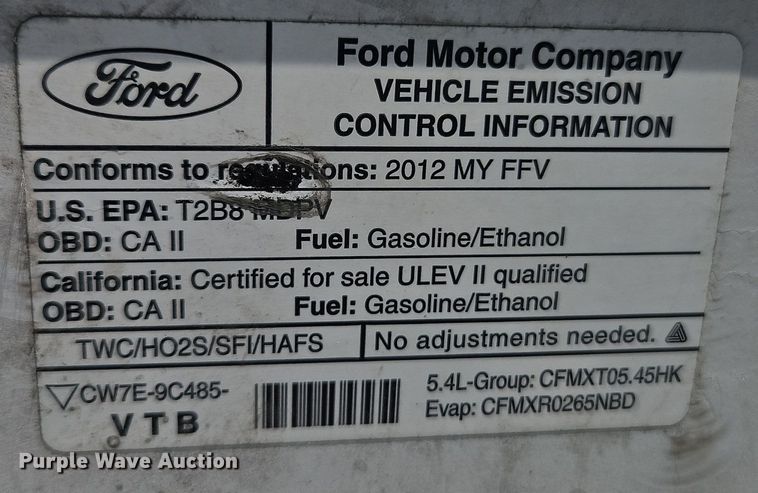 Ford
Ford Motor Company
VEHICLE EMISSION
CONTROL INFORMATION
Conforms to regulations: 2012 MY FFV
U.S. EPA: T2B8 MDPV
OBD: CA II Fuel: Gasoline/Ethanol
California: Certified for sale ULEV II qualified
OBD: CA II Fuel: Gasoline/Ethanol
TWC/HO2S/SFI/HAFS No adjustments needed.
CW7E-9C485- 5.4L-Group: CFMXT05.45HK
VTB Evap: CFMXR0265NBD
Purple Wave Auction